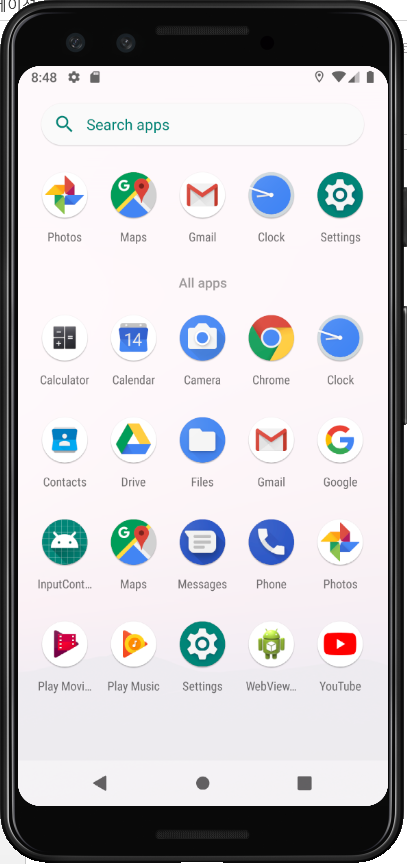 8:48
Search apps
Photos Maps Gmail Clock Settings
All apps
Calculator Calendar Camera Chrome Clock
14
Contacts Drive Files Gmail Google
InputCont... Maps Messages Phone Photos
Play Movi... Play Music Settings WebView... YouTube